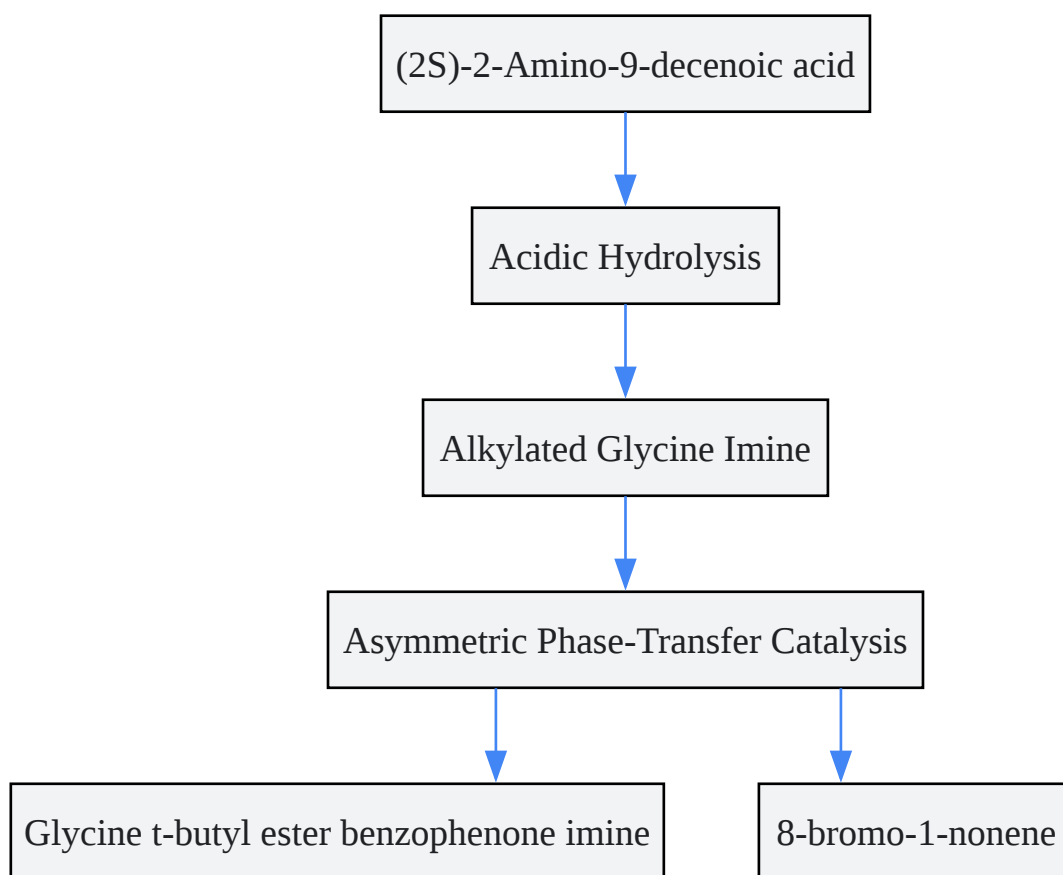 (2S)-2-Amino-9-decenoic acid
Acidic Hydrolysis
Alkylated Glycine Imine
Asymmetric Phase-Transfer Catalysis
Glycine t-butyl ester benzophenone imine
8-bromo-1-nonene